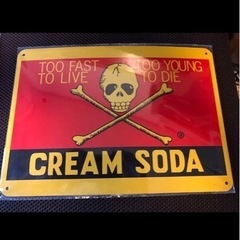 TOO FAST TOO YOUNG
TO LIVE TO DIE
®
CREAM SODA